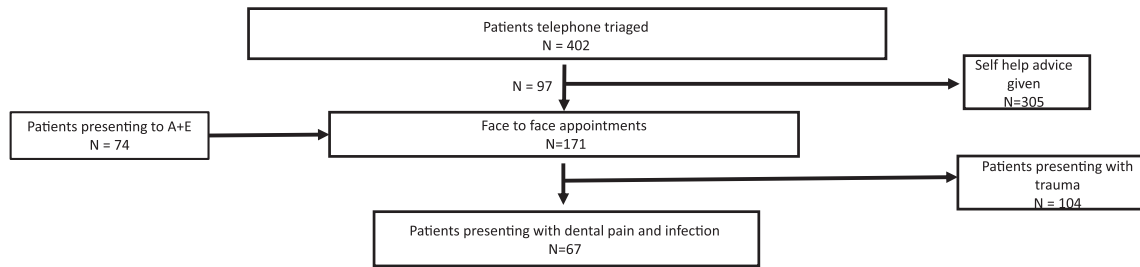 Patients telephone triaged
N = 402
N = 97
Self help advice
given
N=305
Patients presenting to A+E
N = 74
Face to face appointments
N=171
Patients presenting with
trauma
N = 104
Patients presenting with dental pain and infection
N=67